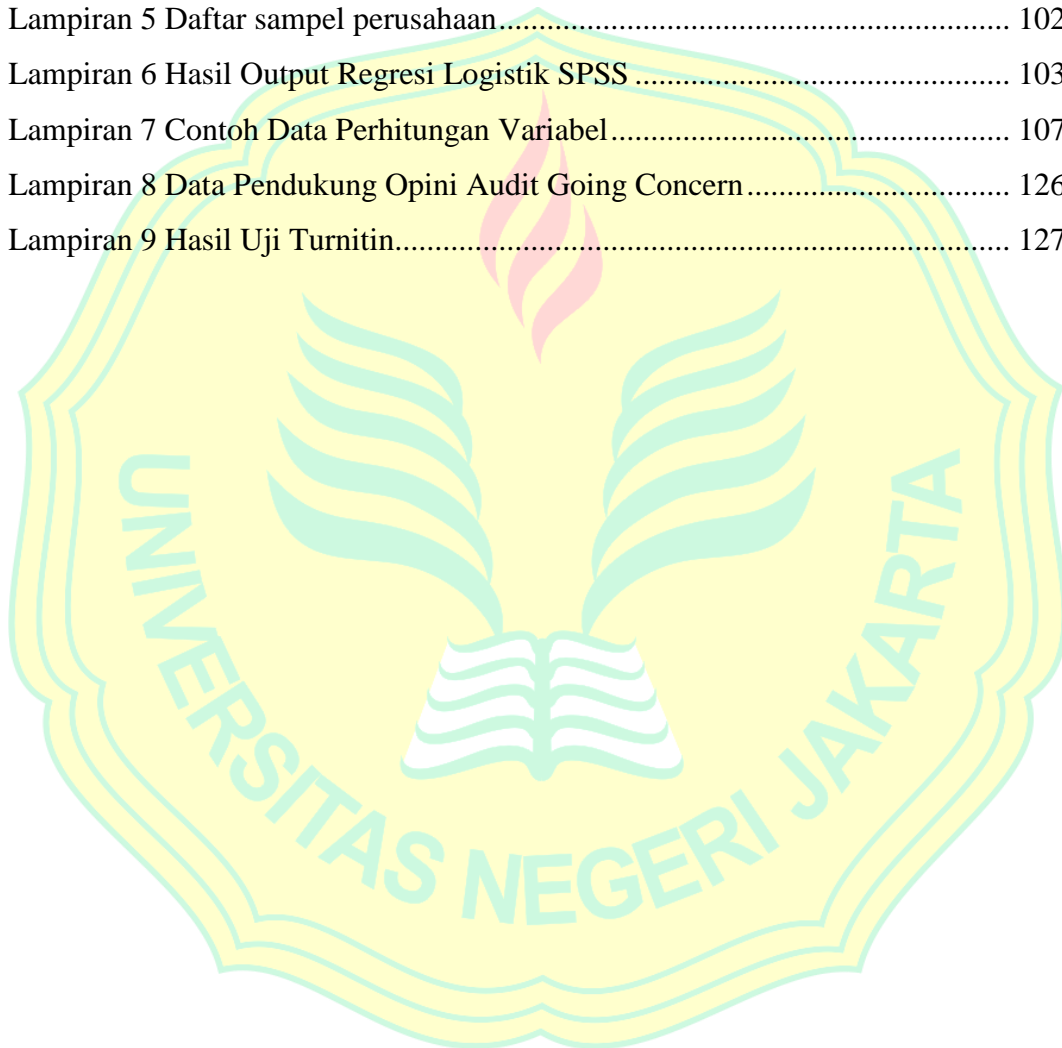 Lampiran 5 Daftar sampel perusahaan.......................................................... 102
Lampiran 6 Hasil Output Regresi Logistik SPSS .......................................... 103
Lampiran 7 Contoh Data Perhitungan Variabel............................................. 107
Lampiran 8 Data Pendukung Opini Audit Going Concern ............................. 126
Lampiran 9 Hasil Uji Turnitin...................................................................... 127
UNIVERSITAS NEGERI JAKARTA